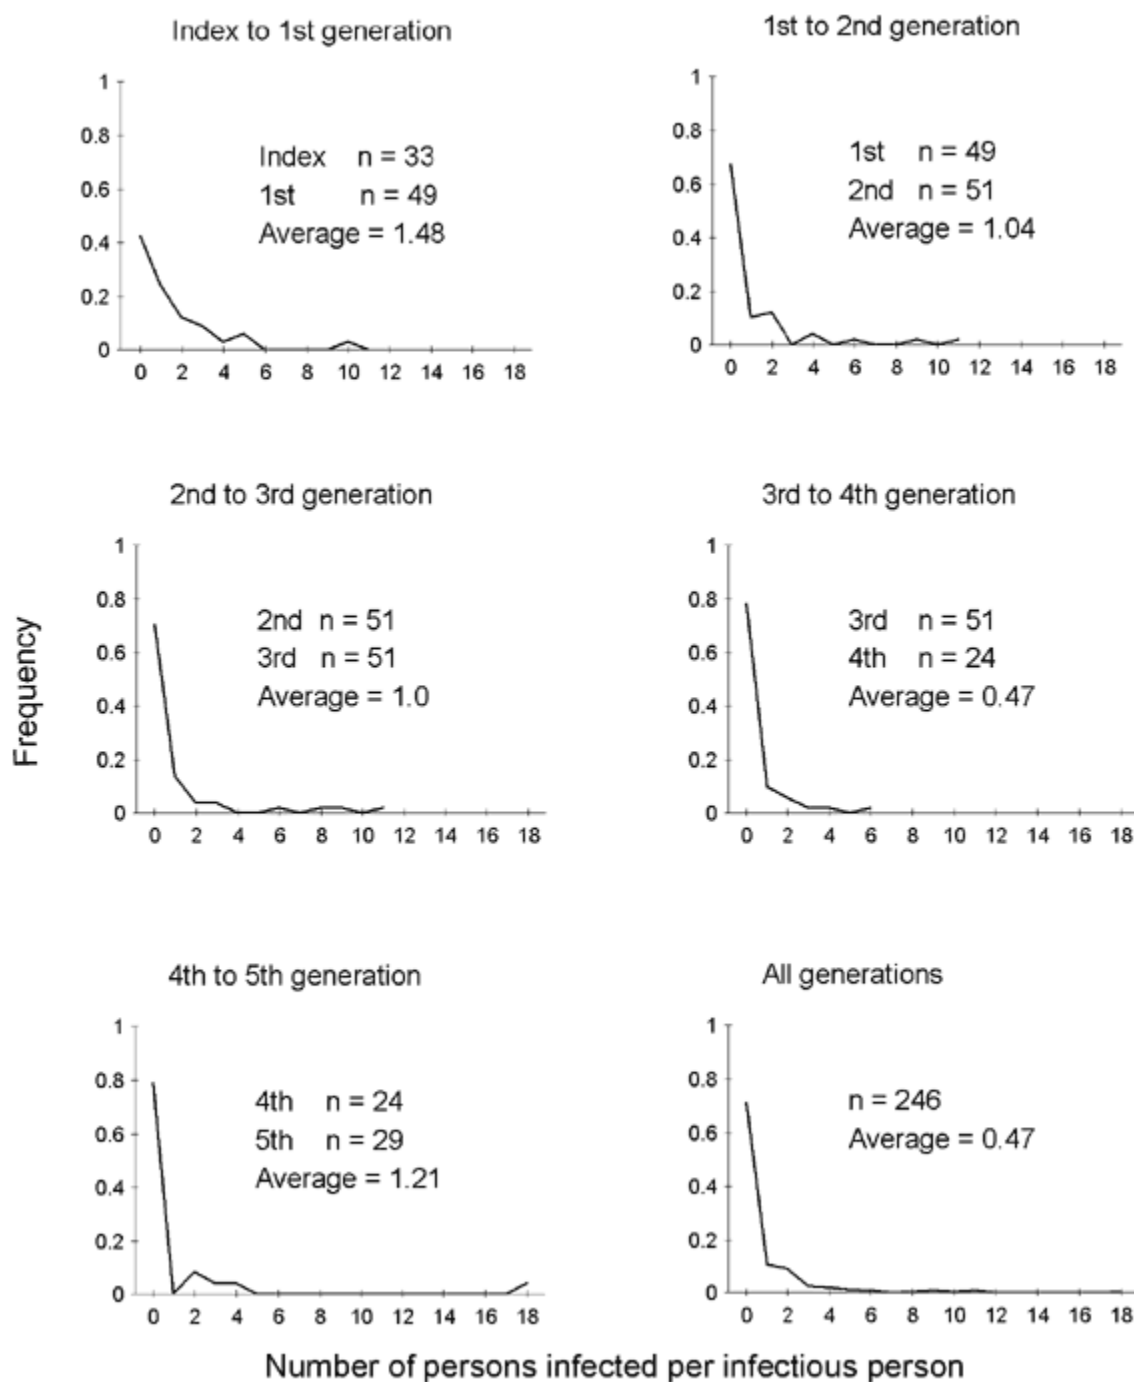 Index to 1st generation
1
0.8
0.6
0.4
0.2
0
Index n = 33
1st n = 49
Average = 1.48
0 2 4 6 8 10 12 14 16 18
1st to 2nd generation
1
0.8
0.6
0.4
0.2
0
1st n = 49
2nd n = 51
Average = 1.04
0 2 4 6 8 10 12 14 16 18
2nd to 3rd generation
1
0.8
0.6
0.4
0.2
0
2nd n = 51
3rd n = 51
Average = 1.0
0 2 4 6 8 10 12 14 16 18
3rd to 4th generation
1
0.8
0.6
0.4
0.2
0
3rd n = 51
4th n = 24
Average = 0.47
0 2 4 6 8 10 12 14 16 18
Frequency
4th to 5th generation
1
0.8
0.6
0.4
0.2
0
4th n = 24
5th n = 29
Average = 1.21
0 2 4 6 8 10 12 14 16 18
All generations
1
0.8
0.6
0.4
0.2
0
n = 246
Average = 0.47
0 2 4 6 8 10 12 14 16 18
Number of persons infected per infectious person